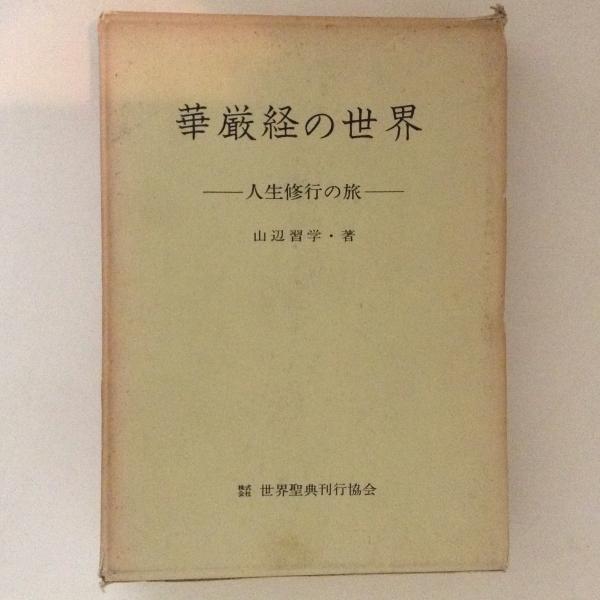 華厳経の世界
——人生修行の旅——
山辺習学・著
株式会社 世界聖典刊行協会